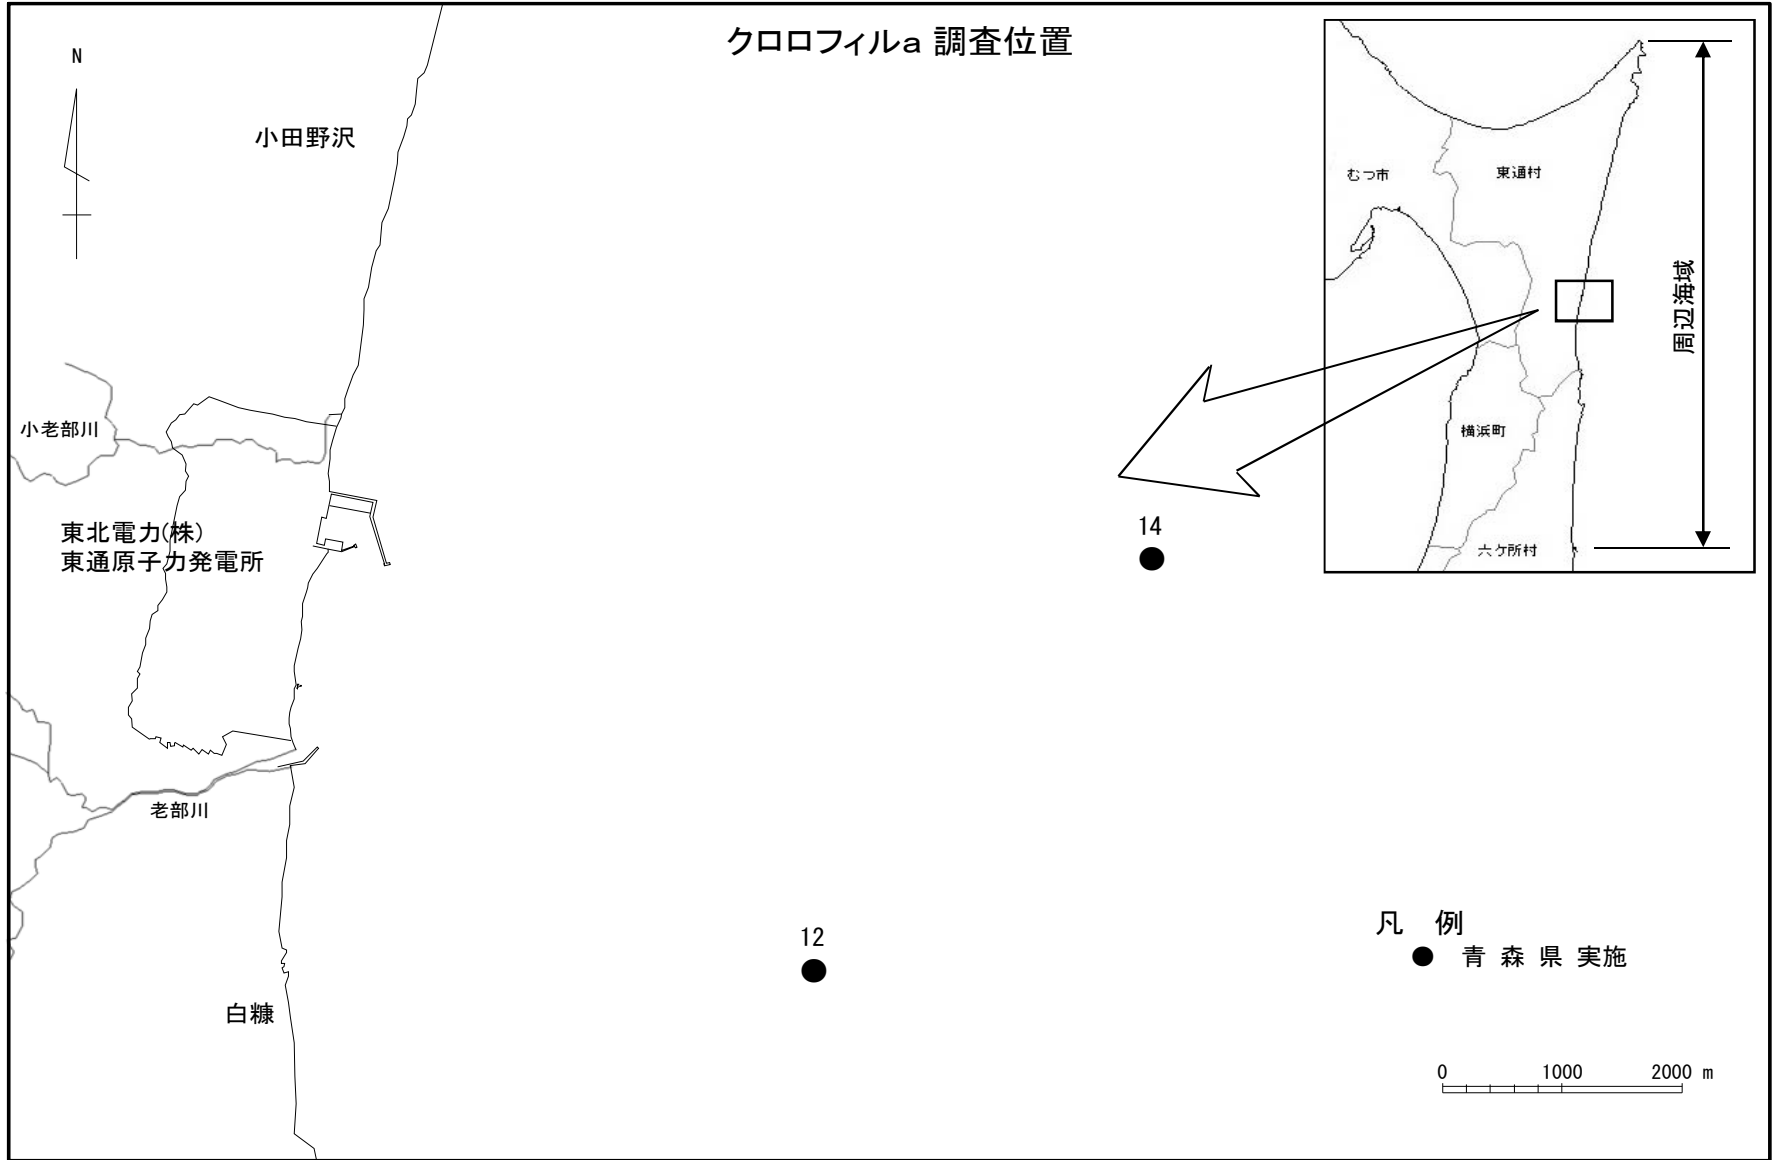 クロロフィルa 調査位置
N
小田野沢
むつ市
東通村
周辺海域
小老部川
横浜町
東北電力(株)
東通原子力発電所
14
六ケ所村
老部川
12
凡 例
● 青 森 県 実施
白糠
0 1000 2000 m